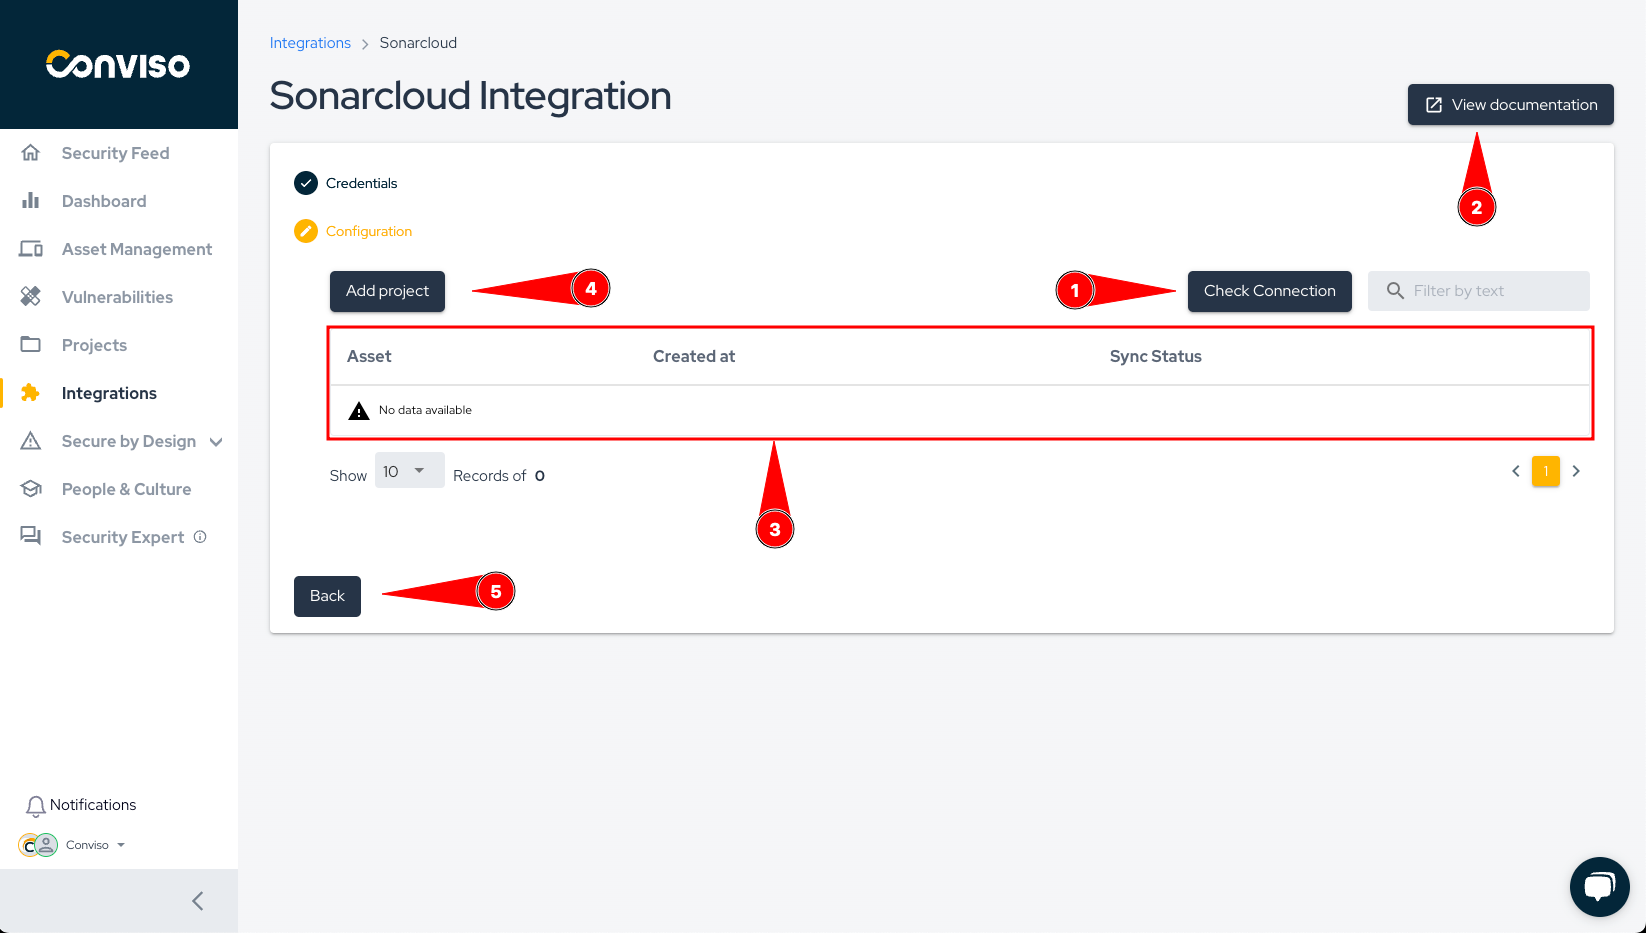 Conviso
Security Feed
Dashboard
Asset Management
Vulnerabilities
Projects
Integrations
Secure by Design
People & Culture
Security Expert
Notifications
C Conviso
Integrations > Sonarcloud
Sonarcloud Integration
View documentation
2
Credentials
Configuration
Add project 4 1 Check Connection Filter by text
Asset Created at Sync Status
No data available
Show 10 Records of 0 < 1 >
3
Back 5